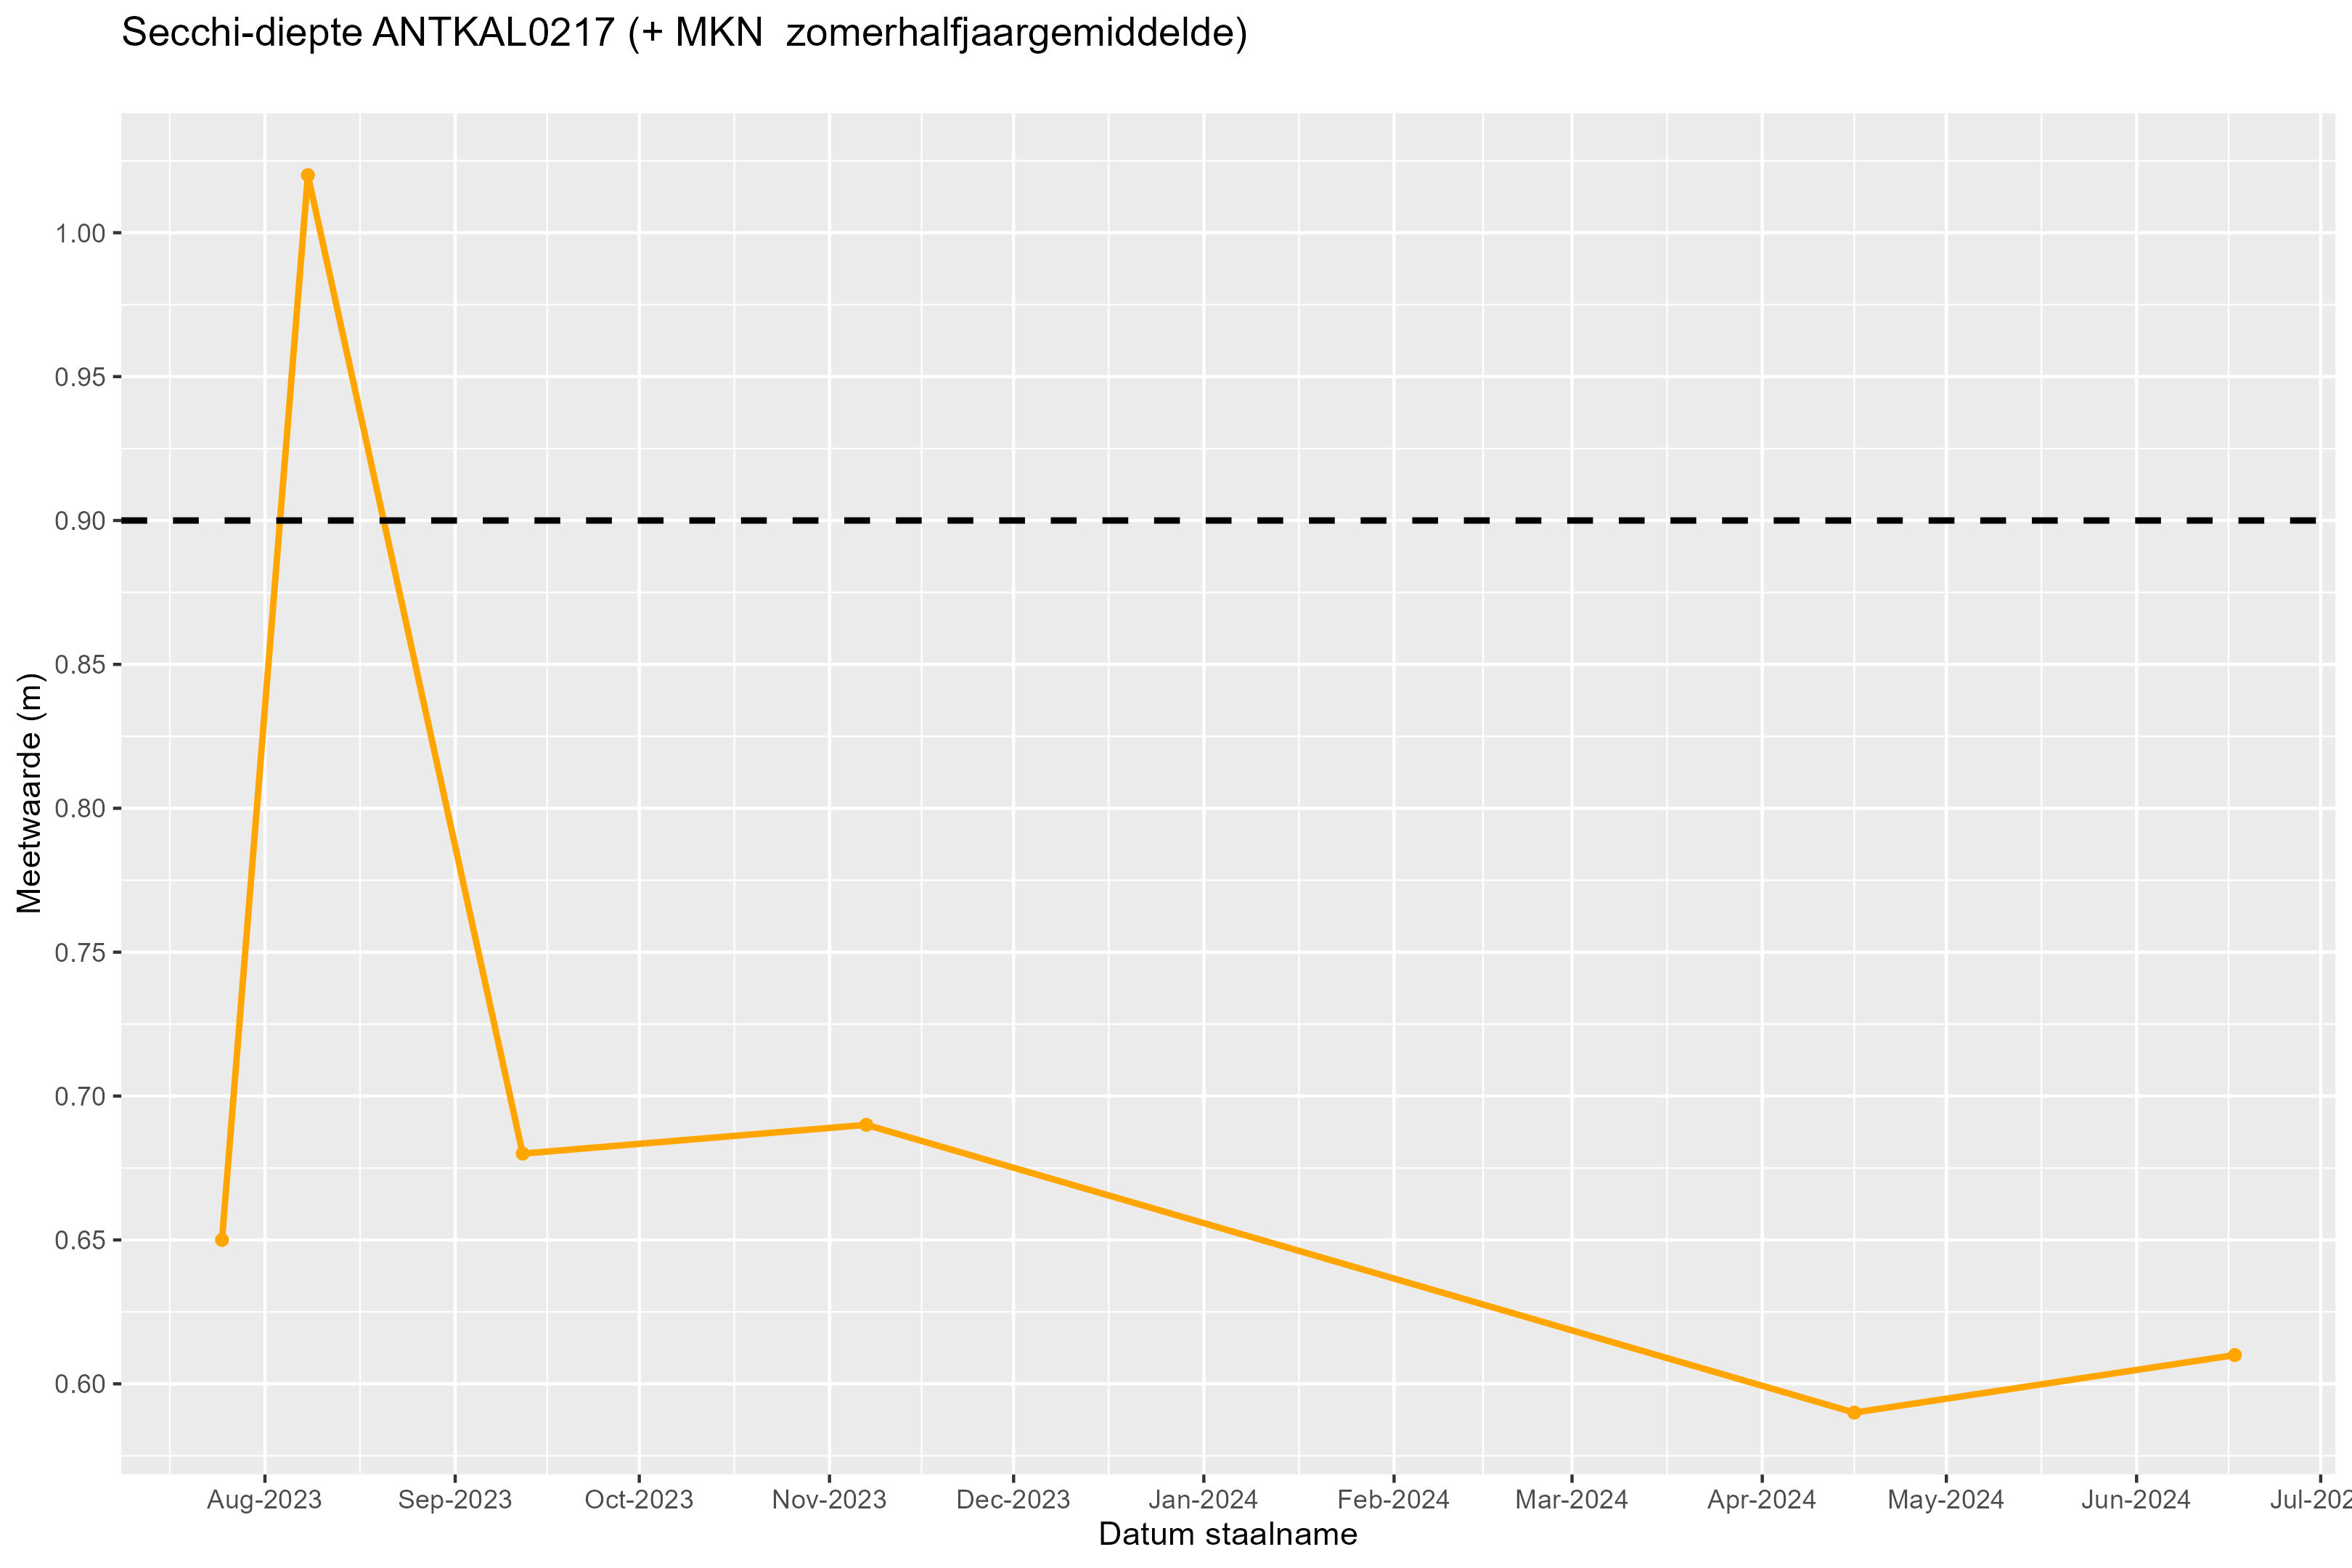 Secchi-diepte ANTKAL0217 (+ MKN  zomerhalfjaargemiddelde)
1.00
0.95
0.90
0.85
0.80
0.75
0.70
0.65
0.60
Meetwaarde (m)
Aug-2023 Sep-2023 Oct-2023 Nov-2023 Dec-2023 Jan-2024 Feb-2024 Mar-2024 Apr-2024 May-2024 Jun-2024 Jul-202
Datum staalname